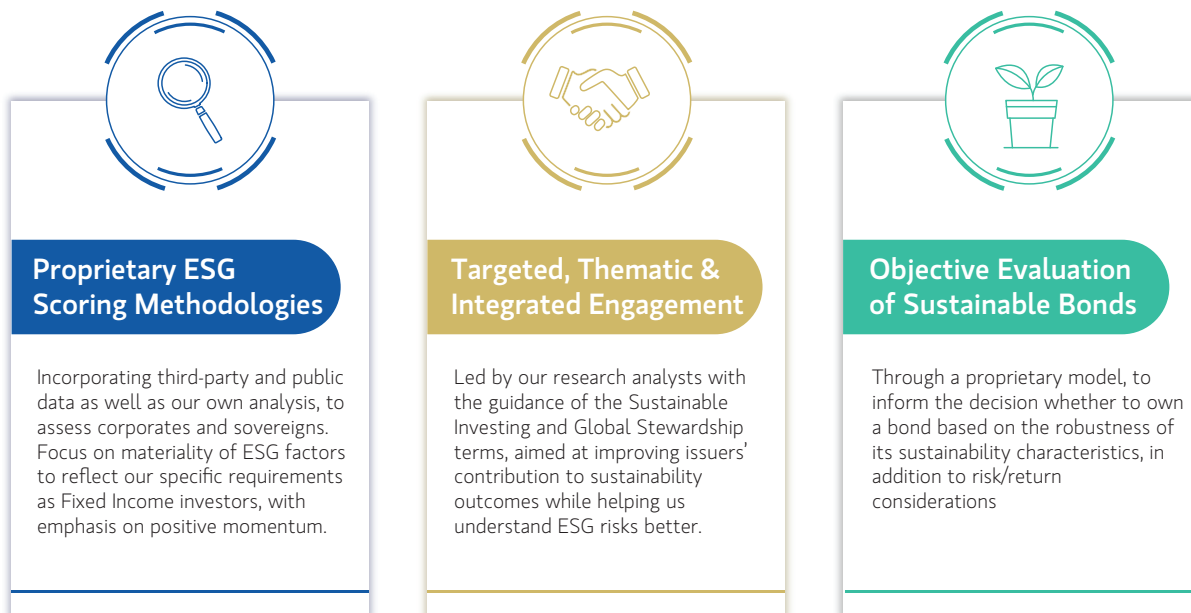 Proprietary ESG
Scoring Methodologies
Incorporating third-party and public
data as well as our own analysis, to
assess corporates and sovereigns.
Focus on materiality of ESG factors
to reflect our specific requirements
as Fixed Income investors, with
emphasis on positive momentum.
Targeted, Thematic &
Integrated Engagement
Led by our research analysts with
the guidance of the Sustainable
Investing and Global Stewardship
terms, aimed at improving issuers’
contribution to sustainability
outcomes while helping us
understand ESG risks better.
Objective Evaluation
of Sustainable Bonds
Through a proprietary model, to
inform the decision whether to own
a bond based on the robustness of
its sustainability characteristics, in
addition to risk/return
considerations